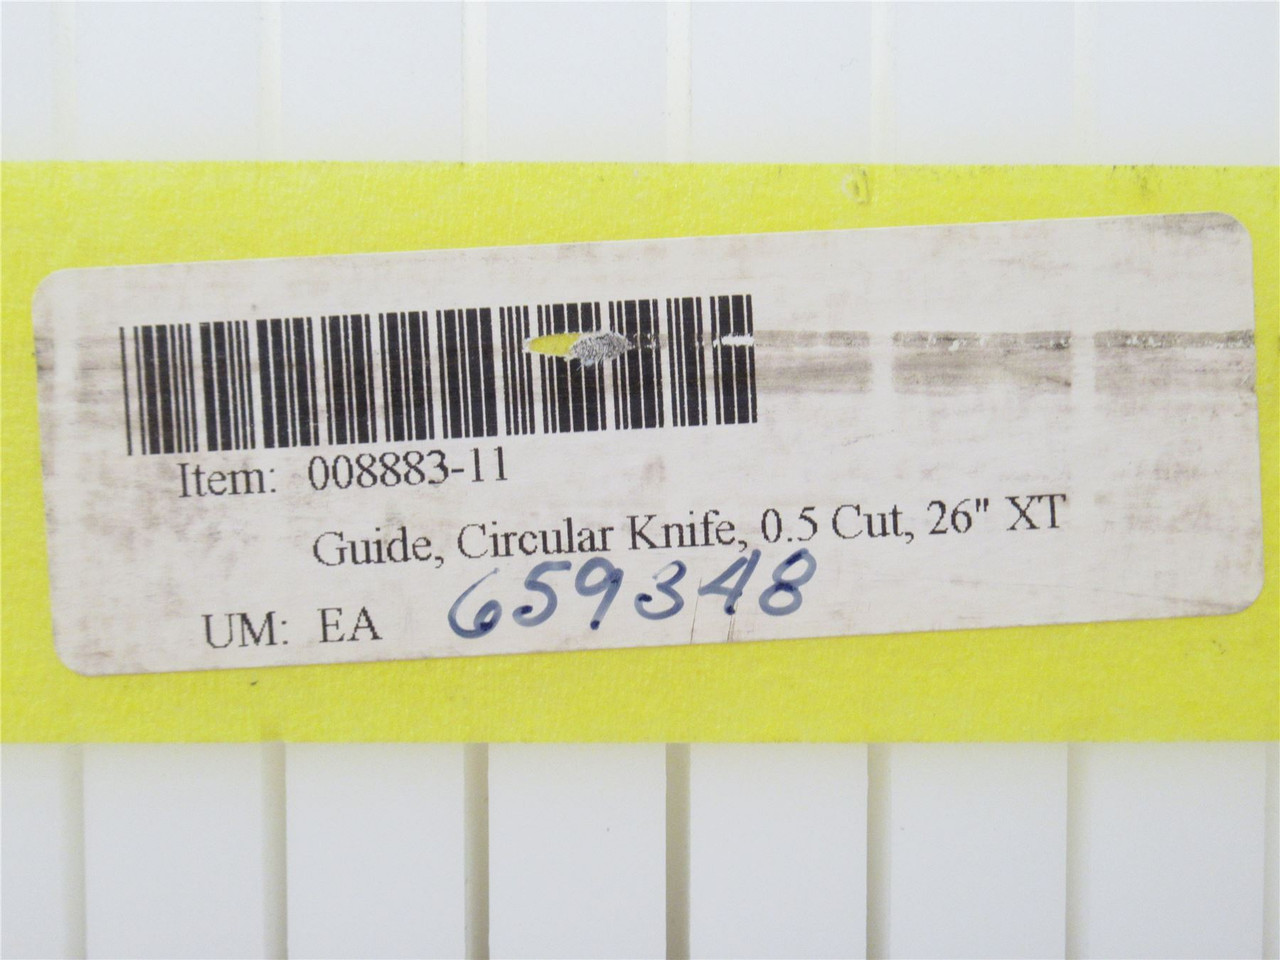 Item: 008883-11
Guide, Circular Knife, 0.5 Cut, 26" XT
659348
UM: EA